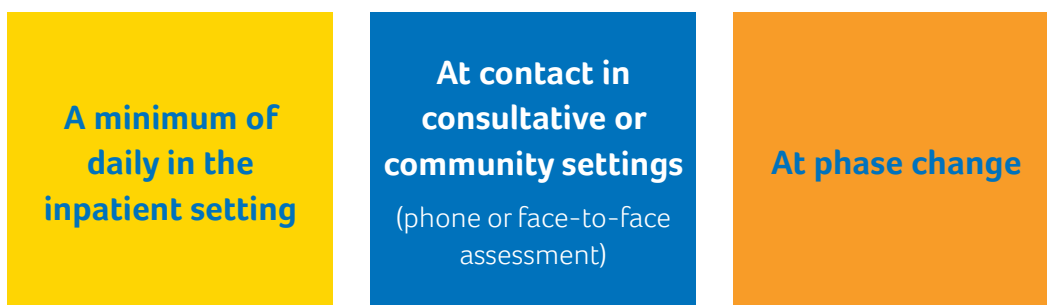 A minimum of
daily in the
inpatient setting
At contact in
consultative or
community settings
(phone or face-to-face
assessment)
At phase change